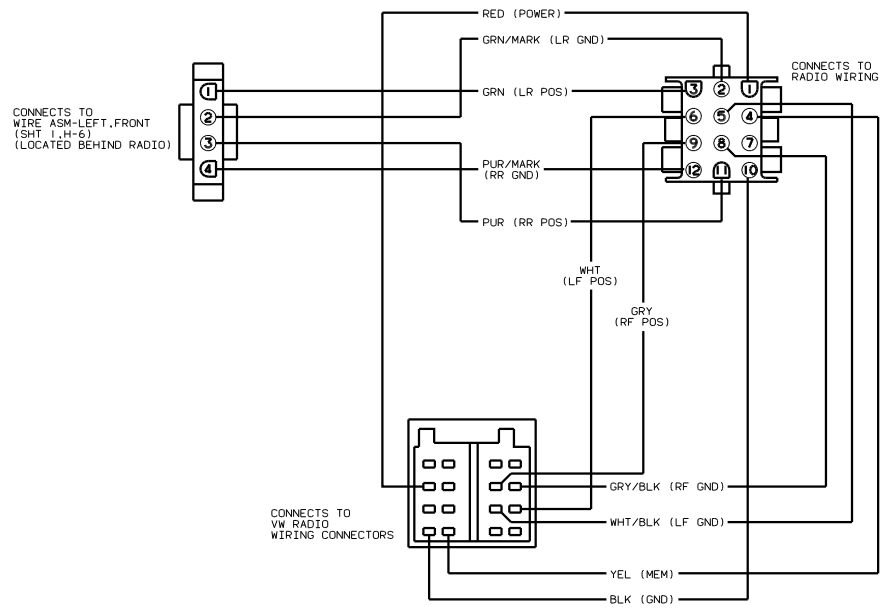 RED (POWER)
GRN/MARK (LR GND)
CONNECTS TO
RADIO WIRING
GRN (LR POS)
CONNECTS TO
WIRE ASM-LEFT,FRONT
(SHT 1,H-6)
(LOCATED BEHIND RADIO)
1
2
3
4
3 2 1
6 5 4
9 8 7
12 11 10
PUR/MARK
(RR GND)
PUR (RR POS)
WHT
(LF POS)
GRY
(RF POS)
GRY/BLK (RF GND)
CONNECTS TO
VW RADIO
WIRING CONNECTORS
WHT/BLK (LF GND)
YEL (MEM)
BLK (GND)